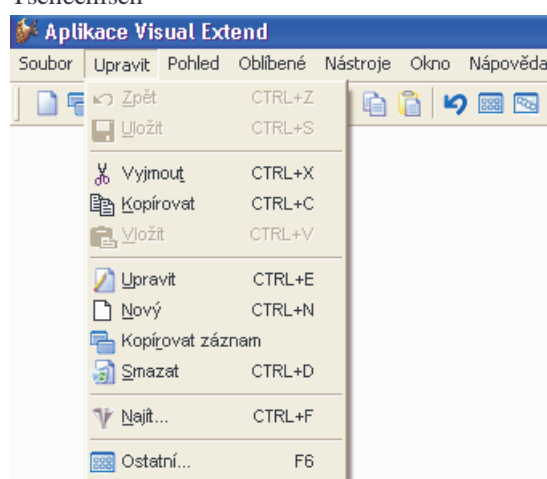 Tschechisch
Aplikace Visual Extend
Soubor Upravit Pohled Oblíbené Nástroje Okno Nápověda
Zpět CTRL+Z
Uložit CTRL+S
Vyjmout CTRL+X
Kopírovat CTRL+C
Vložit CTRL+V
Upravit CTRL+E
Nový CTRL+N
Kopírovat záznam
Smazat CTRL+D
Najít... CTRL+F
Ostatní... F6